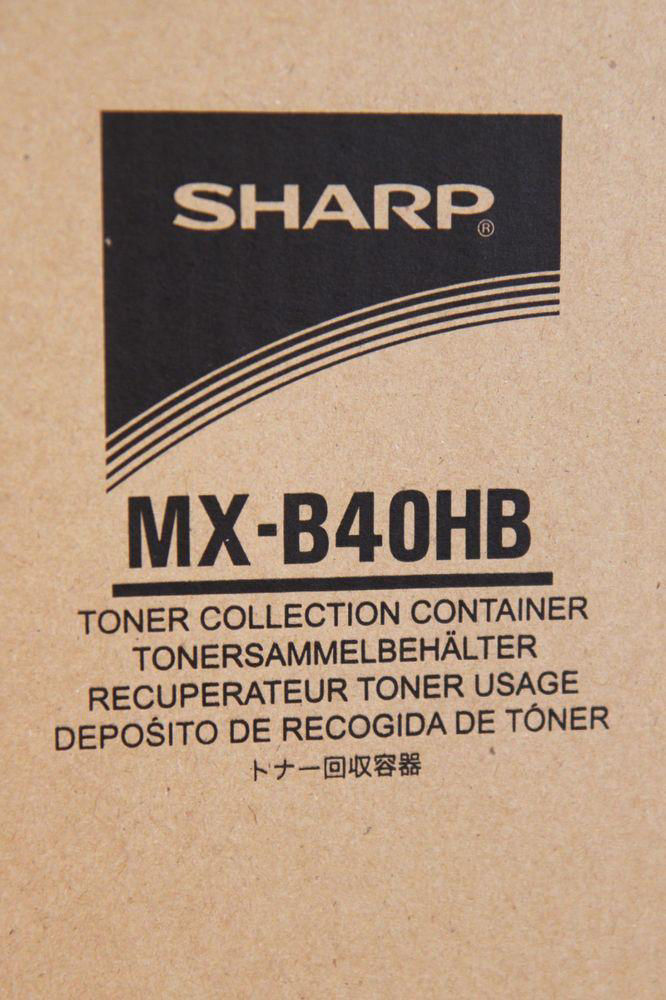 SHARP®
MX-B40HB
TONER COLLECTION CONTAINER
TONERSAMMELBEHÄLTER
RECUPERATEUR TONER USAGE
DEPOŚITO DE RECOGIDA DE TÓNER
トナー回収容器